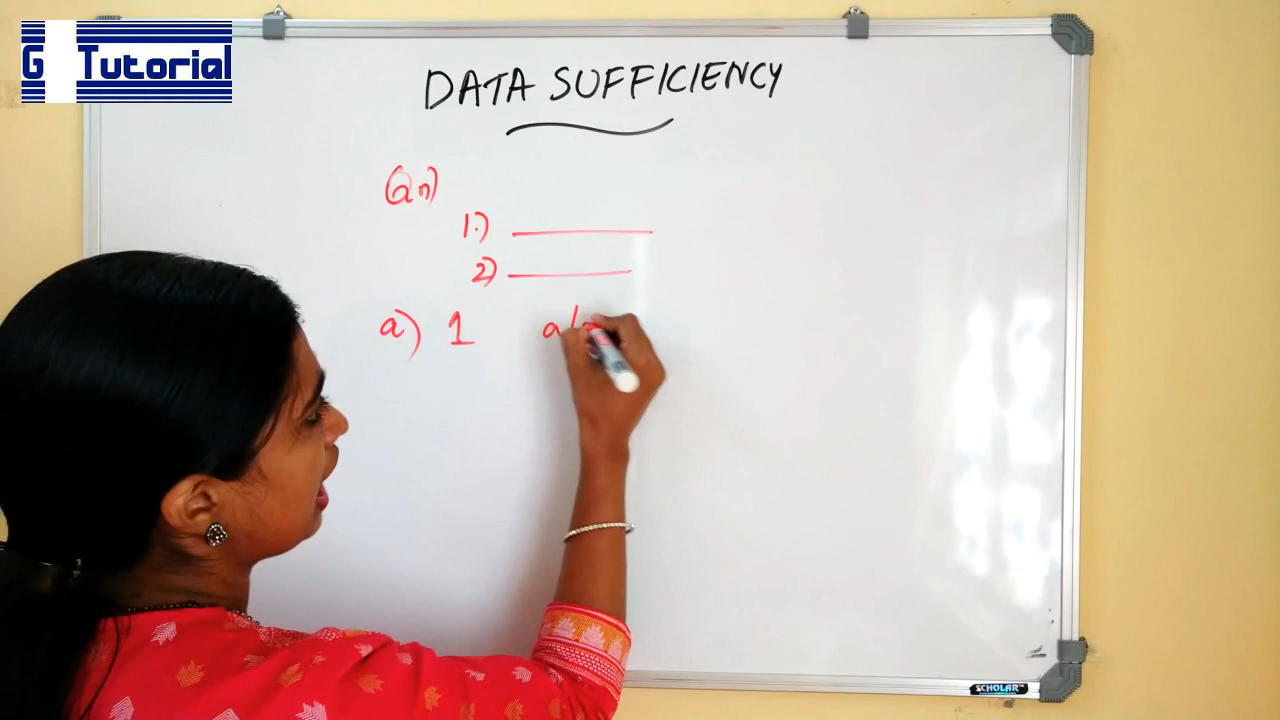 G Tutorial
DATA SUFFICIENCY
Qn)
1.)
2)
a) 1
SCHOLAR